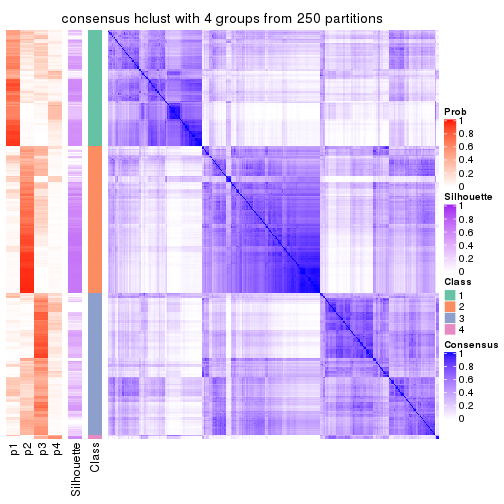 consensus hclust with 4 groups from 250 partitions
Prob
1
0.8
0.6
0.4
0.2
0
Silhouette
1
0.8
0.6
0.4
0.2
0
Class
1
2
3
4
Consensus
1
0.8
0.6
0.4
0.2
0
p1
p2
p3
p4
Silhouette
Class